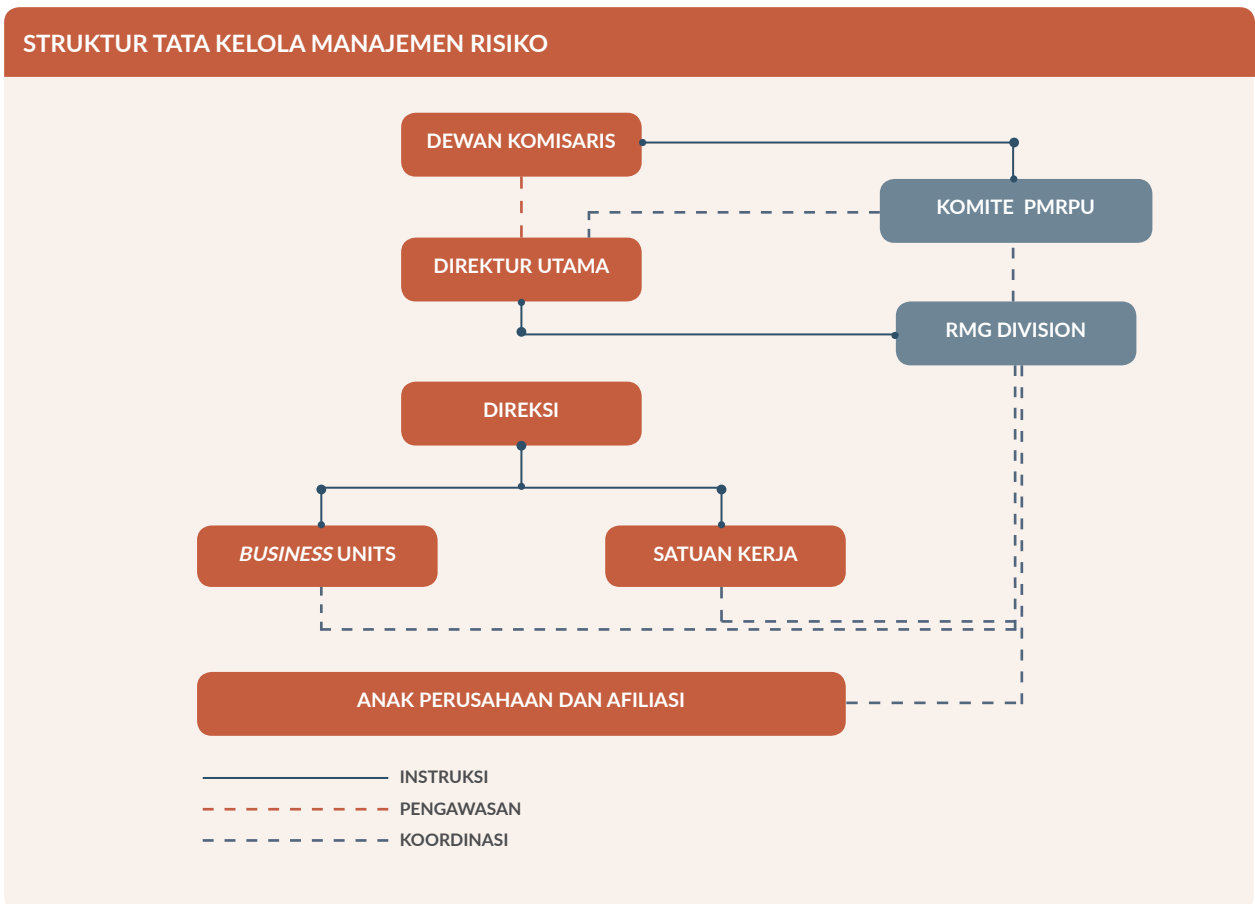 STRUKTUR TATA KELOLA MANAJEMEN RISIKO
DEWAN KOMISARIS
KOMITE PMRPU
DIREKTUR UTAMA
RMG DIVISION
DIREKSI
BUSINESS UNITS
SATUAN KERJA
ANAK PERUSAHAAN DAN AFILIASI
INSTRUKSI
PENGAWASAN
KOORDINASI